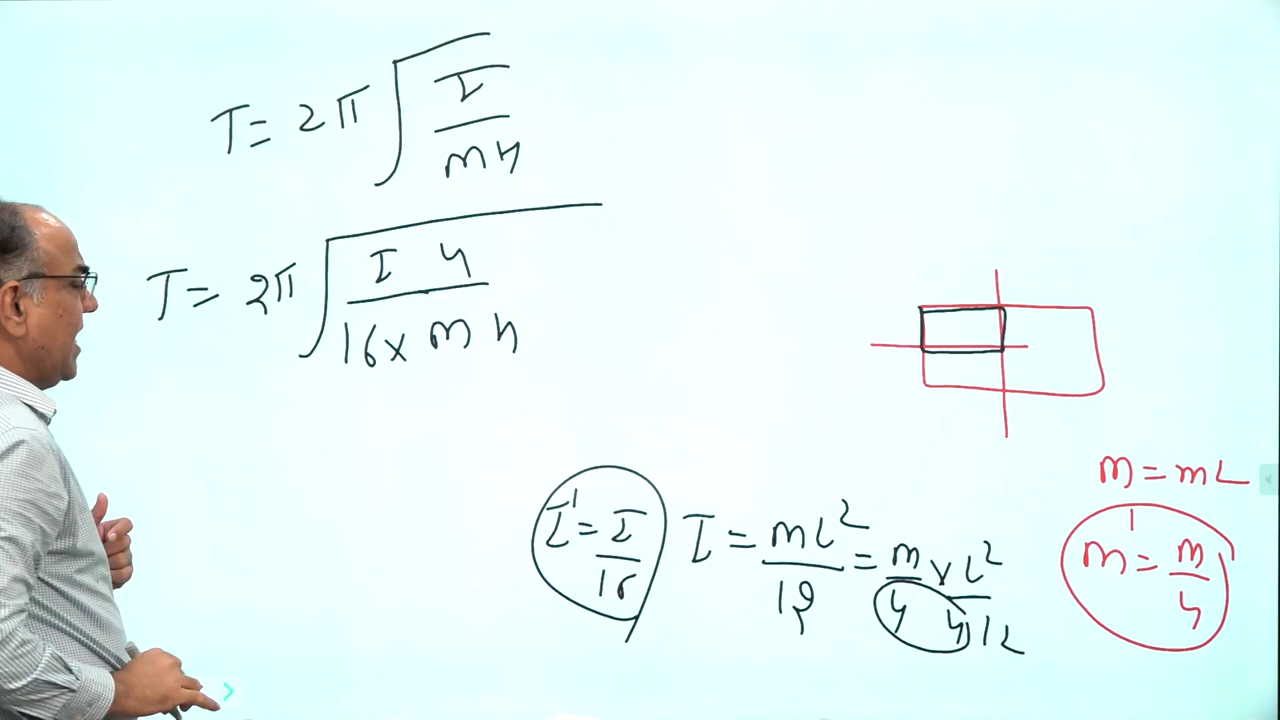 T = 2π √(I / mH)
T = 2π √(I 4 / 16 × m H)
m = mL
I' = I / 16
I = ml² / 12 = m / 4 × l² / 4 12
m' = m / 4